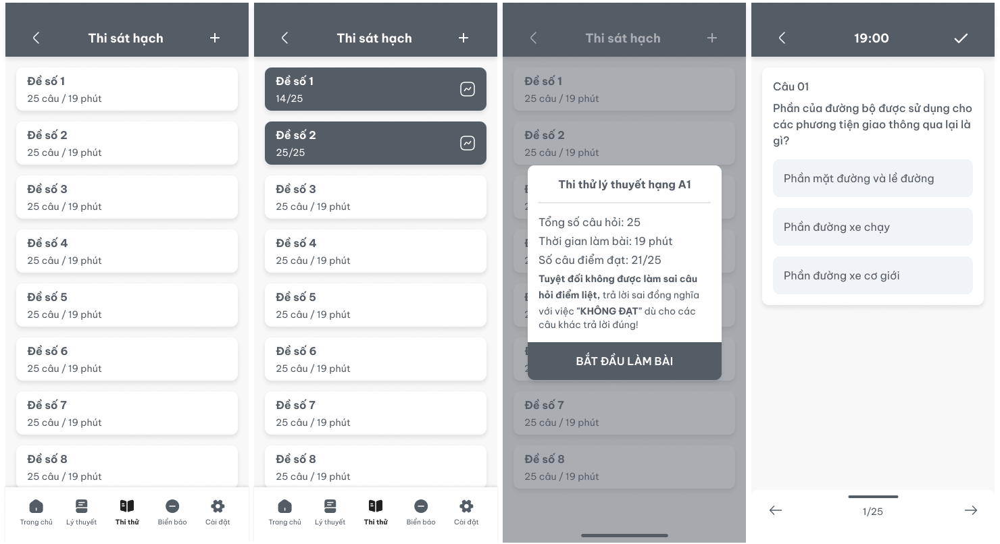 Thi sát hạch
Đề số 1
25 câu / 19 phút
Đề số 2
25 câu / 19 phút
Đề số 3
25 câu / 19 phút
Đề số 4
25 câu / 19 phút
Đề số 5
25 câu / 19 phút
Đề số 6
25 câu / 19 phút
Đề số 7
25 câu / 19 phút
Đề số 8
25 câu / 19 phút
Trang chủ Lý thuyết Thi thử Biển báo Cài đặt
Thi sát hạch
Đề số 1
14/25
Đề số 2
25/25
Đề số 3
25 câu / 19 phút
Đề số 4
25 câu / 19 phút
Đề số 5
25 câu / 19 phút
Đề số 6
25 câu / 19 phút
Đề số 7
25 câu / 19 phút
Đề số 8
25 câu / 19 phút
Trang chủ Lý thuyết Thi thử Biển báo Cài đặt
Thi sát hạch
Đề số 1
25 câu / 19 phút
Đề số 2
25 câu / 19 phút
Thi thử lý thuyết hạng A1
Tổng số câu hỏi: 25
Thời gian làm bài: 19 phút
Số câu điểm đạt: 21/25
Tuyệt đối không được làm sai câu
hỏi điểm liệt, trả lời sai đồng nghĩa
với việc "KHÔNG ĐẠT" dù cho các
câu khác trả lời đúng!
BẮT ĐẦU LÀM BÀI
Đề số 7
25 câu / 19 phút
Đề số 8
25 câu / 19 phút
19:00
Câu 01
Phần của đường bộ được sử dụng cho
các phương tiện giao thông qua lại là
gì?
Phần mặt đường và lề đường
Phần đường xe chạy
Phần đường xe cơ giới
1/25